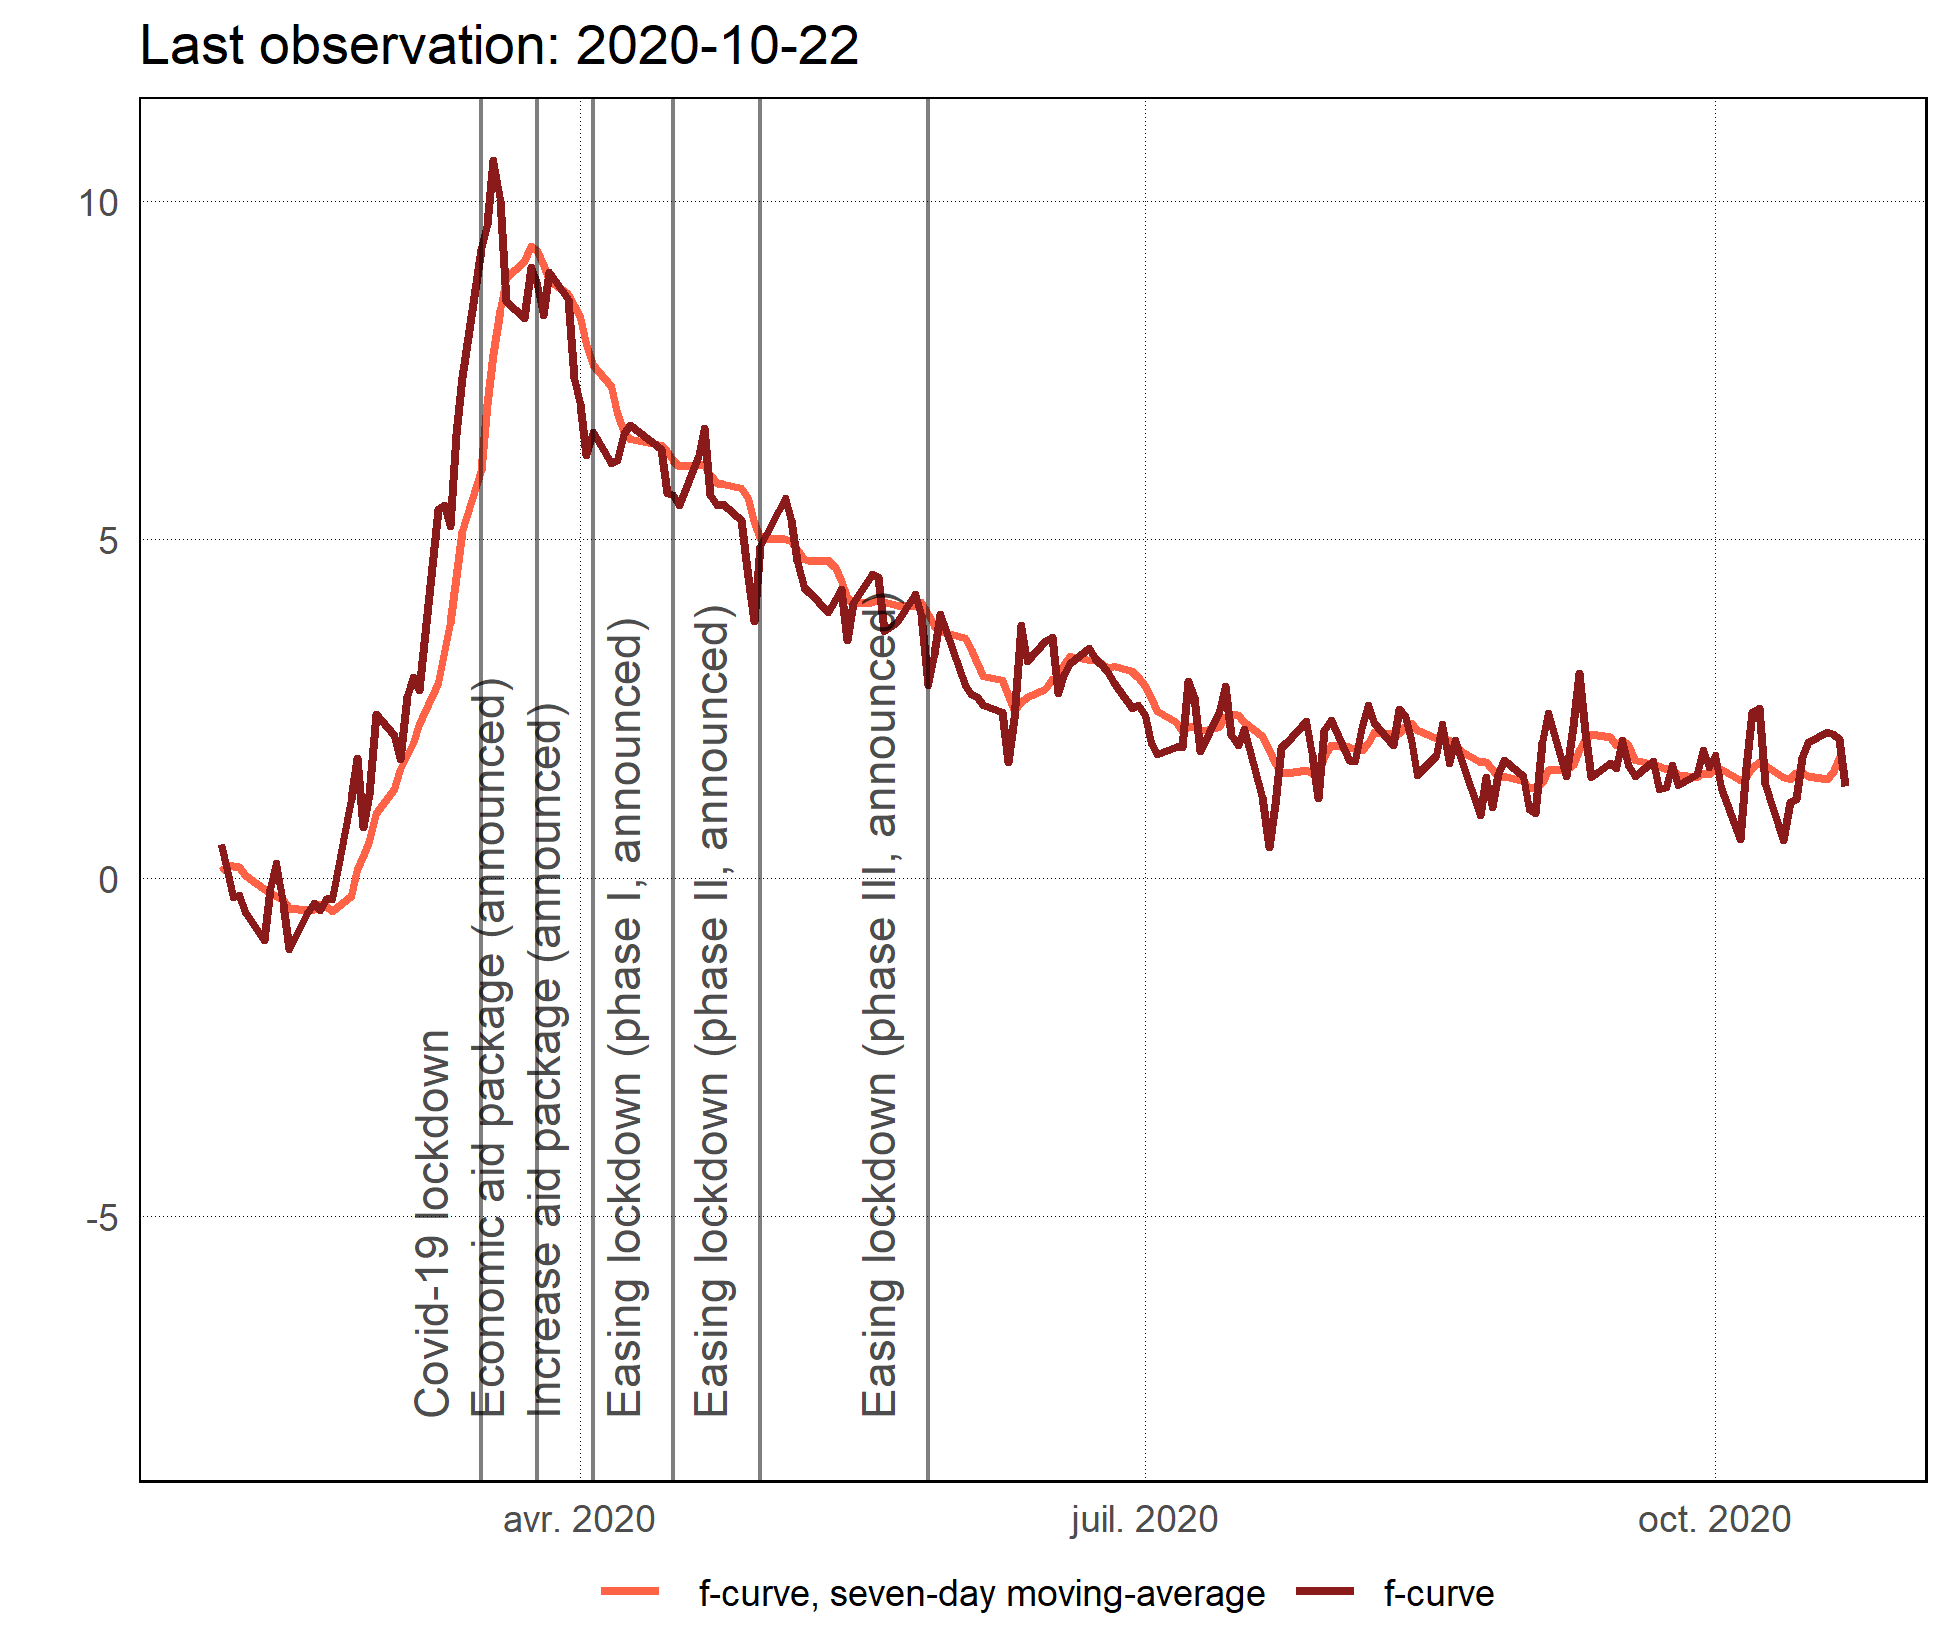 Last observation: 2020-10-22
10
5
0
-5
Covid-19 lockdown
Economic aid package (announced)
Increase aid package (announced)
Easing lockdown (phase I, announced)
Easing lockdown (phase II, announced)
Easing lockdown (phase III, announced)
avr. 2020
juil. 2020
oct. 2020
f-curve, seven-day moving-average
f-curve